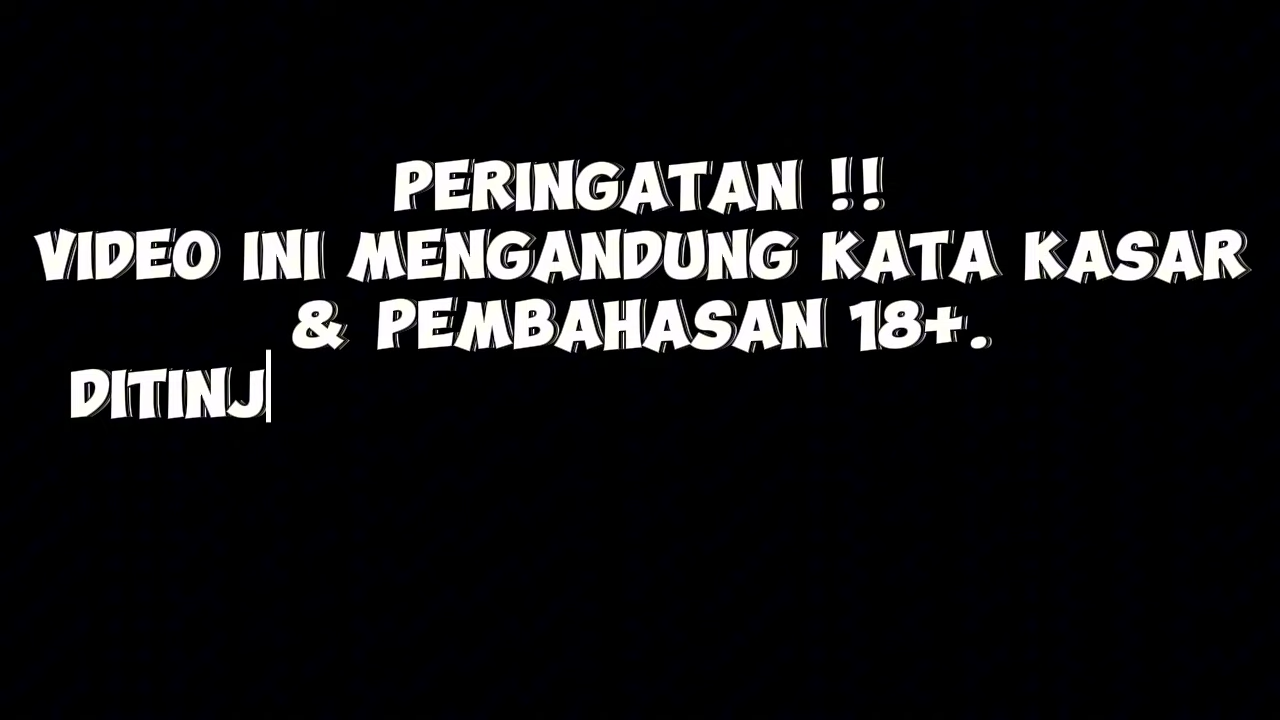 PERINGATAN !!
VIDEO INI MENGANDUNG KATA KASAR
& PEMBAHASAN 18+.
DITINJ